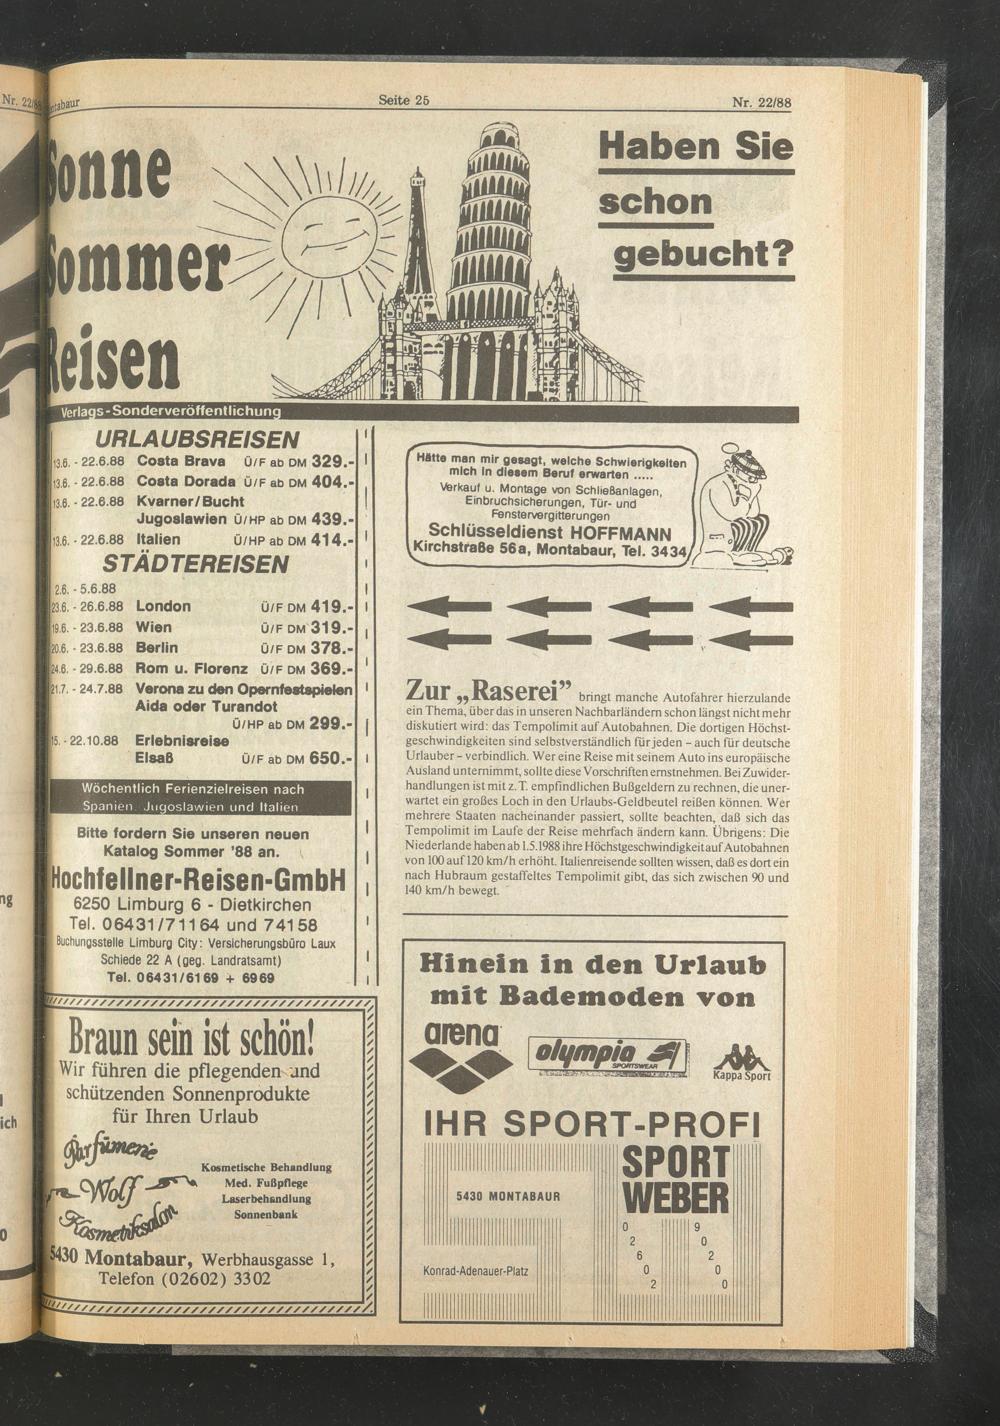 Nr. 22/88
ntabaur
Seite 25
Nr. 22/88
Sonne
Sommer
Reisen
Haben Sie
schon
gebucht?
Verlags-Sonderveröffentlichung
URLAUBSREISEN
13.6. - 22.6.88 Costa Brava Ü/F ab DM 329.-
13.6. - 22.6.88 Costa Dorada Ü/F ab DM 404.-
13.6. - 22.6.88 Kvarner/Bucht
Jugoslawien Ü/HP ab DM 439.-
13.6. - 22.6.88 Italien Ü/HP ab DM 414.-
STÄDTEREISEN
2.6. - 5.6.88
23.6. - 26.6.88 London Ü/F DM 419.-
19.6. - 23.6.88 Wien Ü/F DM 319.-
20.6. - 23.6.88 Berlin Ü/F DM 378.-
24.6. - 29.6.88 Rom u. Florenz Ü/F DM 369.-
21.7. - 24.7.88 Verona zu den Opernfestspielen
Aida oder Turandot
Ü/HP ab DM 299.-
15. - 22.10.88 Erlebnisreise
Elsaß Ü/F ab DM 650.-
Wöchentlich Ferienzielreisen nach
Spanien, Jugoslawien und Italien
Bitte fordern Sie unseren neuen
Katalog Sommer '88 an.
Hochfellner-Reisen-GmbH
6250 Limburg 6 - Dietkirchen
Tel. 06431/71164 und 74158
Buchungsstelle Limburg City: Versicherungsbüro Laux
Schiede 22 A (geg. Landratsamt)
Tel. 06431/6169 + 6969
Braun sein ist schön!
Wir führen die pflegenden und
schützenden Sonnenprodukte
für Ihren Urlaub
Parfümerie
Wolf
Kosmetiksalon
Kosmetische Behandlung
Med. Fußpflege
Laserbehandlung
Sonnenbank
5430 Montabaur, Werbhausgasse 1,
Telefon (02602) 3302
Hätte man mir gesagt, welche Schwierigkeiten
mich in diesem Beruf erwarten .....
Verkauf u. Montage von Schließanlagen,
Einbruchsicherungen, Tür- und
Fenstervergitterungen
Schlüsseldienst HOFFMANN
Kirchstraße 56a, Montabaur, Tel. 3434
Zur „Raserei” bringt manche Autofahrer hierzulande
ein Thema, über das in unseren Nachbarländern schon längst nicht mehr
diskutiert wird: das Tempolimit auf Autobahnen. Die dortigen Höchst-
geschwindigkeiten sind selbstverständlich für jeden – auch für deutsche
Urlauber – verbindlich. Wer eine Reise mit seinem Auto ins europäische
Ausland unternimmt, sollte diese Vorschriften ernstnehmen. Bei Zuwider-
handlungen ist mit z. T. empfindlichen Bußgeldern zu rechnen, die uner-
wartet ein großes Loch in den Urlaubs-Geldbeutel reißen können. Wer
mehrere Staaten nacheinander passiert, sollte beachten, daß sich das
Tempolimit im Laufe der Reise mehrfach ändern kann. Übrigens: Die
Niederlande haben ab 1.5.1988 ihre Höchstgeschwindigkeit auf Autobahnen
von 100 auf 120 km/h erhöht. Italienreisende sollten wissen, daß es dort ein
nach Hubraum gestaffeltes Tempolimit gibt, das sich zwischen 90 und
140 km/h bewegt.
Hinein in den Urlaub
mit Bademoden von
arena
olympia
SPORTSWEAR
Kappa Sport
IHR SPORT-PROFI
SPORT
WEBER
5430 MONTABAUR
Konrad-Adenauer-Platz
0 9
2 0
6 2
0 0
2 0
ng
l
ich
0